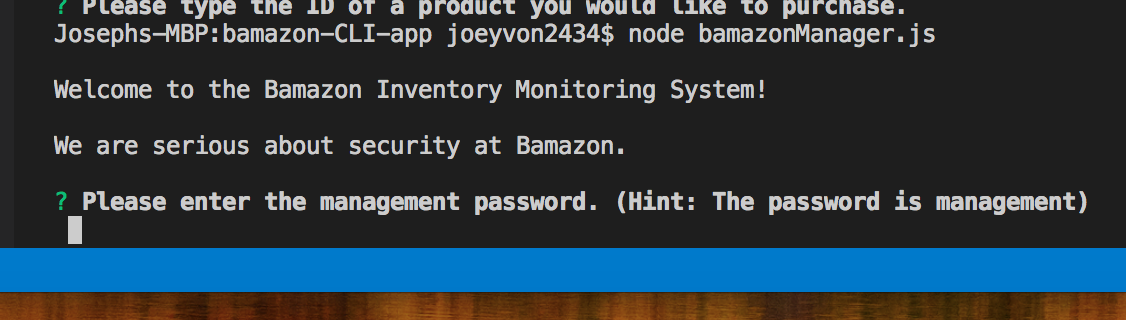 ? Please type the ID of a product you would like to purchase.
Josephs-MBP:bamazon-CLI-app joeyvon2434$ node bamazonManager.js
Welcome to the Bamazon Inventory Monitoring System!
We are serious about security at Bamazon.
? Please enter the management password. (Hint: The password is management)